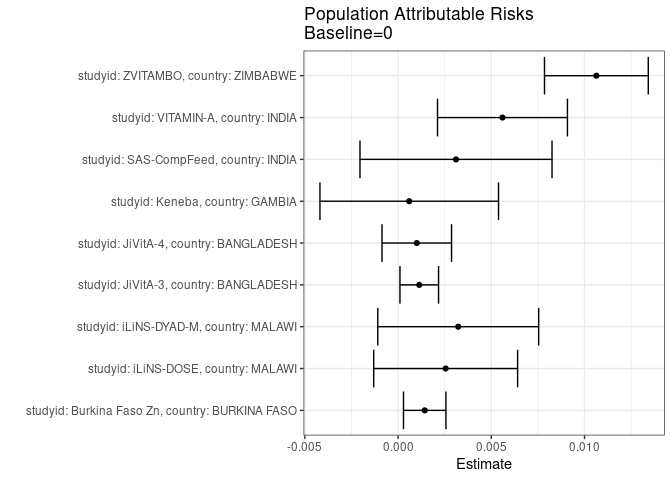 Population Attributable Risks
Baseline=0
studyid: ZVITAMBO, country: ZIMBABWE
studyid: VITAMIN-A, country: INDIA
studyid: SAS-CompFeed, country: INDIA
studyid: Keneba, country: GAMBIA
studyid: JiVitA-4, country: BANGLADESH
studyid: JiVitA-3, country: BANGLADESH
studyid: iLiNS-DYAD-M, country: MALAWI
studyid: iLiNS-DOSE, country: MALAWI
studyid: Burkina Faso Zn, country: BURKINA FASO
-0.005 0.000 0.005 0.010
Estimate